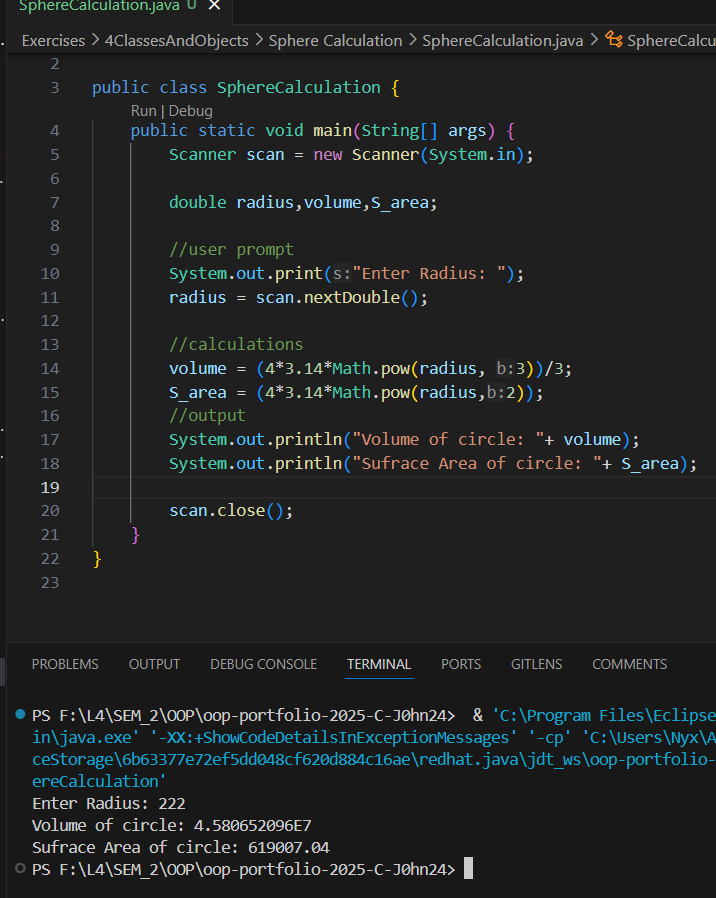 SphereCalculation.java U ×
Exercises > 4ClassesAndObjects > Sphere Calculation > SphereCalculation.java > SphereCalcu
2
3 public class SphereCalculation {
Run | Debug
4 public static void main(String[] args) {
5 Scanner scan = new Scanner(System.in);
6
7 double radius,volume,S_area;
8
9 //user prompt
10 System.out.print(s:"Enter Radius: ");
11 radius = scan.nextDouble();
12
13 //calculations
14 volume = (4*3.14*Math.pow(radius, b:3))/3;
15 S_area = (4*3.14*Math.pow(radius,b:2));
16 //output
17 System.out.println("Volume of circle: "+ volume);
18 System.out.println("Sufrace Area of circle: "+ S_area);
19
20 scan.close();
21 }
22 }
23
PROBLEMS OUTPUT DEBUG CONSOLE TERMINAL PORTS GITLENS COMMENTS
PS F:\L4\SEM_2\OOP\oop-portfolio-2025-C-J0hn24> & 'C:\Program Files\Eclipse
in\java.exe' '-XX:+ShowCodeDetailsInExceptionMessages' '-cp' 'C:\Users\Nyx\A
ceStorage\6b63377e72ef5dd048cf620d884c16ae\redhat.java\jdt_ws\oop-portfolio-
ereCalculation'
Enter Radius: 222
Volume of circle: 4.580652096E7
Sufrace Area of circle: 619007.04
PS F:\L4\SEM_2\OOP\oop-portfolio-2025-C-J0hn24>